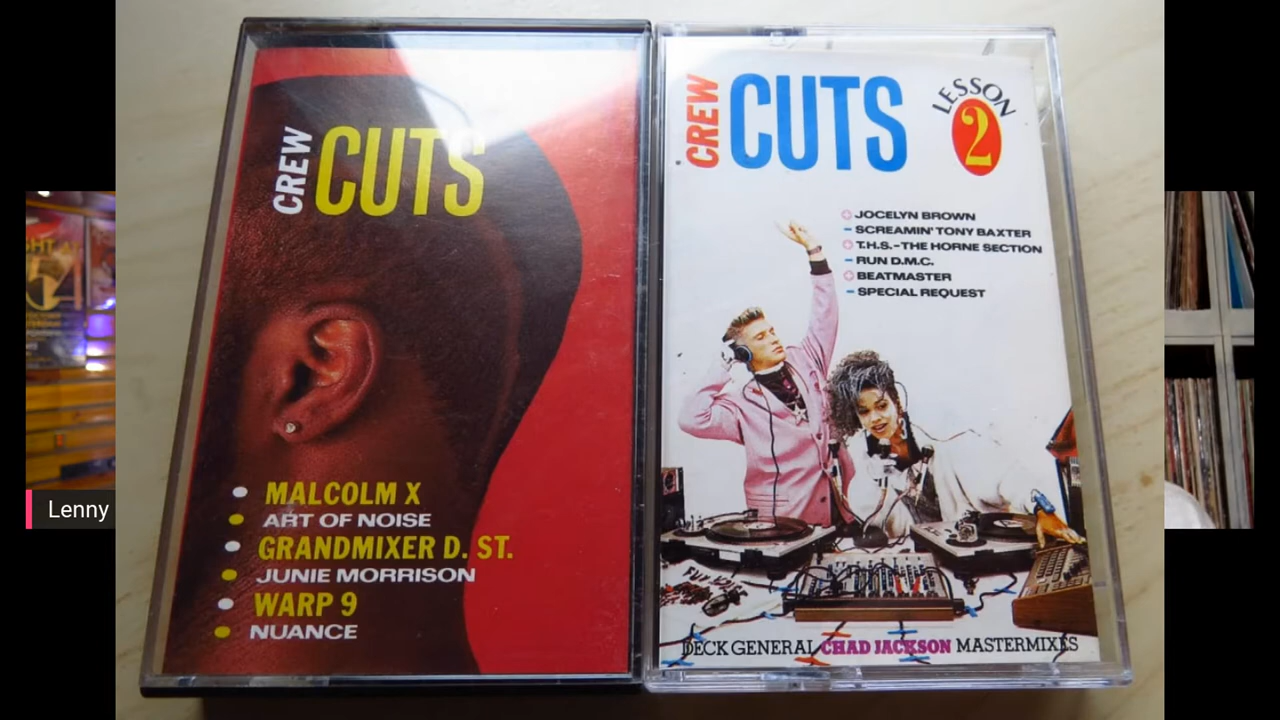 CREW
CUTS
MALCOLM X
ART OF NOISE
GRANDMIXER D. ST.
JUNIE MORRISON
WARP 9
NUANCE
CREW
CUTS
LESSON
2
JOCELYN BROWN
SCREAMIN' TONY BAXTER
T.H.S.-THE HORNE SECTION
RUN D.M.C.
BEATMASTER
SPECIAL REQUEST
DECK GENERAL CHAD JACKSON MASTERMIXES
Lenny